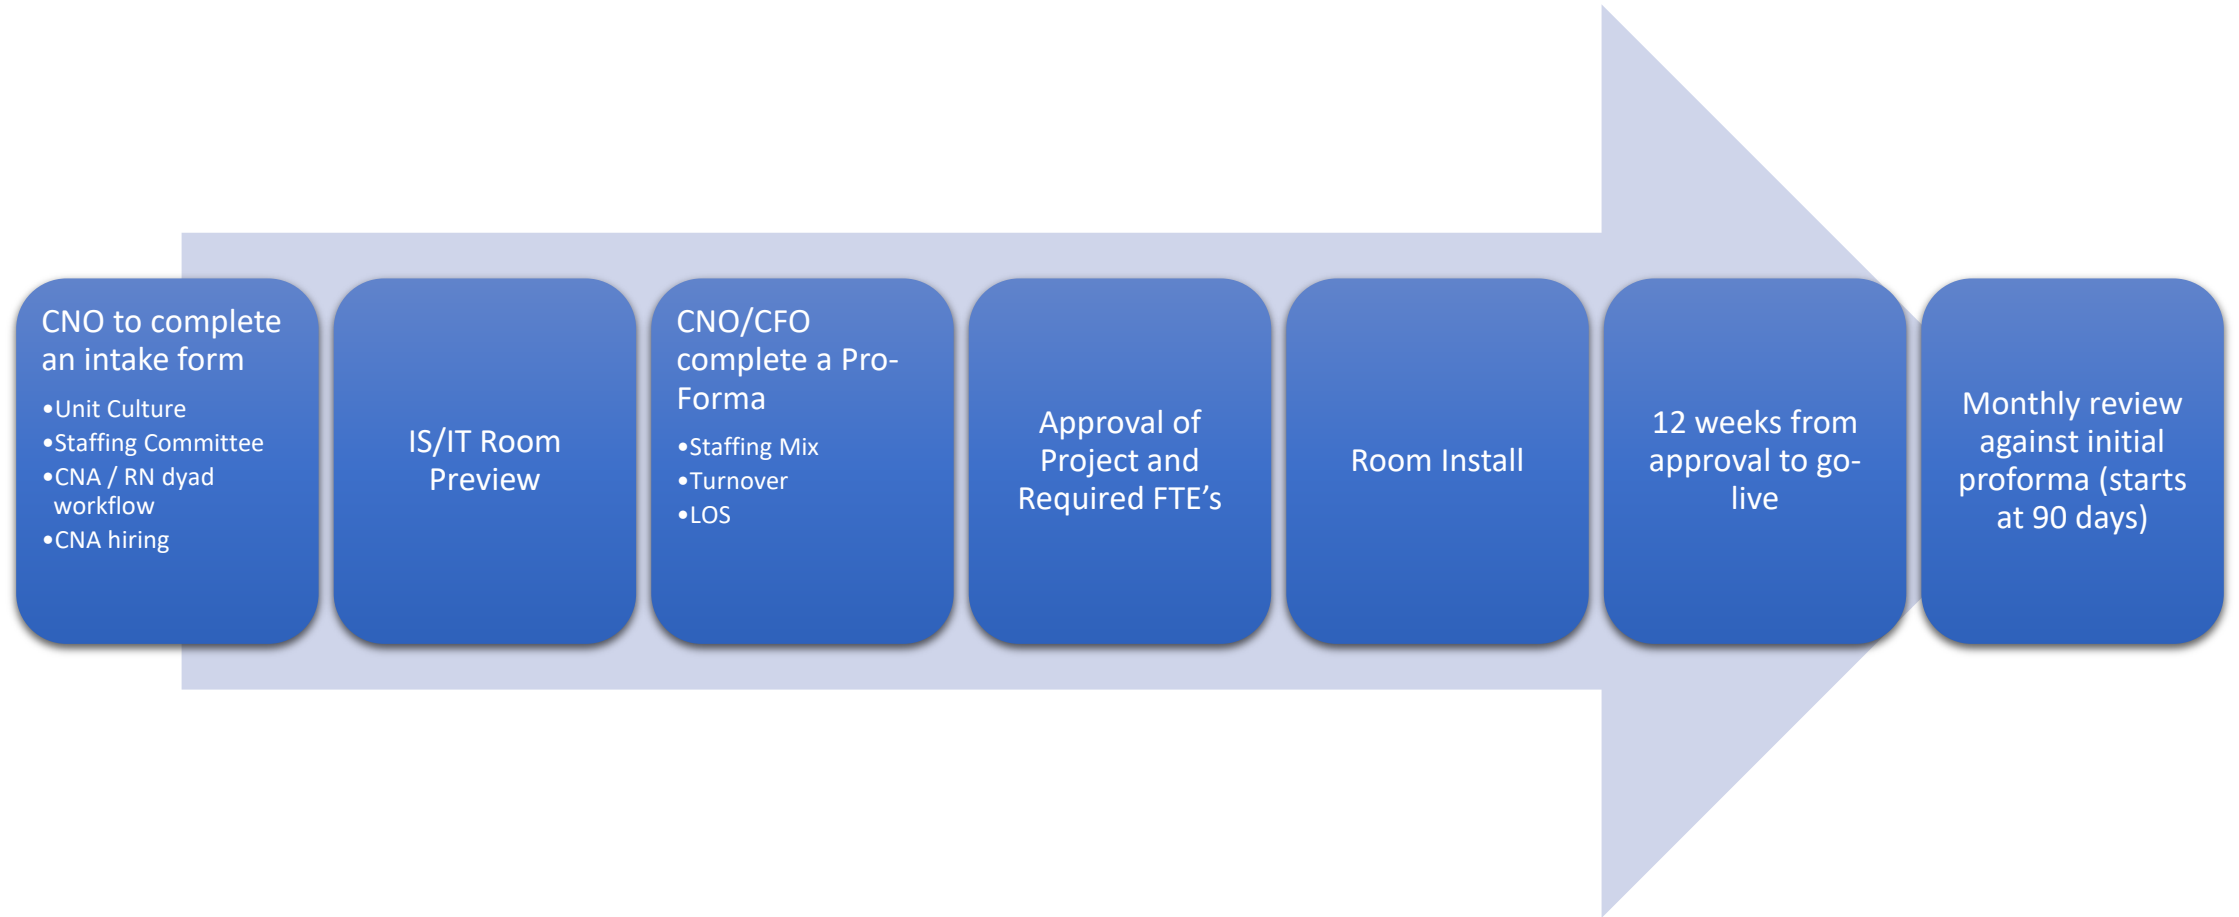 CNO to complete
an intake form
•Unit Culture
•Staffing Committee
•CNA / RN dyad
workflow
•CNA hiring
IS/IT Room
Preview
CNO/CFO
complete a Pro-
Forma
•Staffing Mix
•Turnover
•LOS
Approval of
Project and
Required FTE’s
Room Install
12 weeks from
approval to go-
live
Monthly review
against initial
proforma (starts
at 90 days)